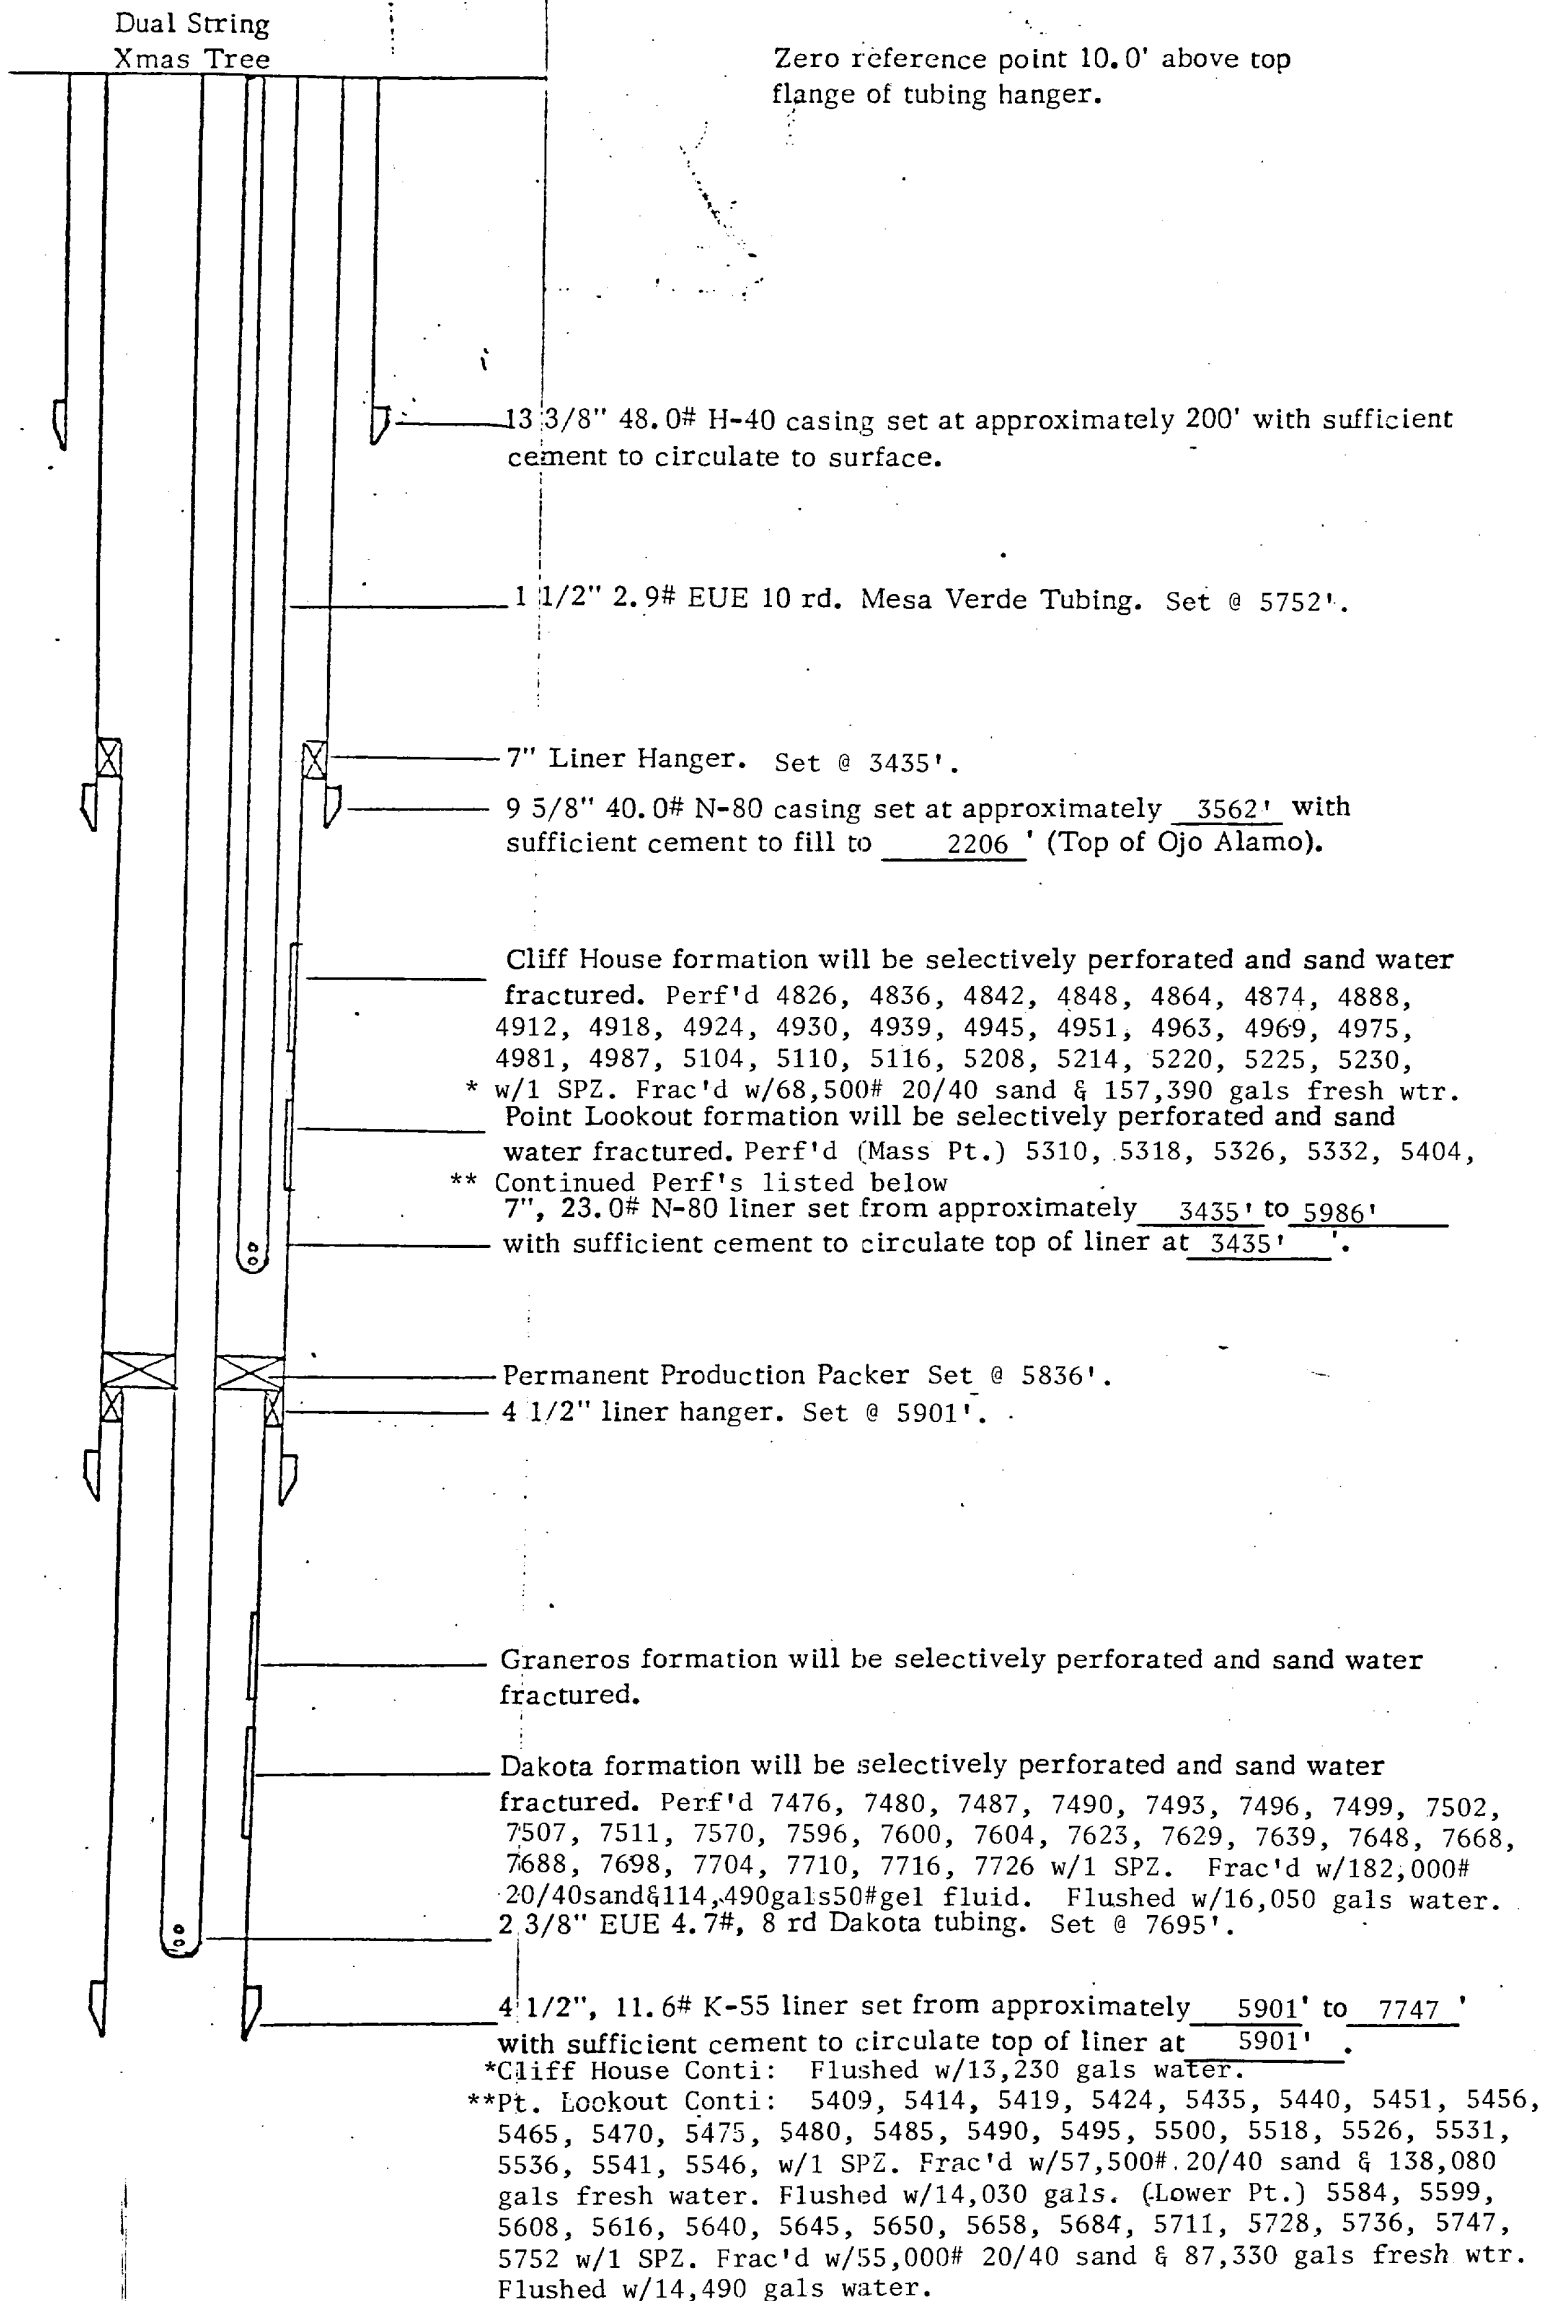 Dual String
Xmas Tree
Zero reference point 10.0' above top
flange of tubing hanger.
13 3/8" 48.0# H-40 casing set at approximately 200' with sufficient
cement to circulate to surface.
1 1/2" 2.9# EUE 10 rd. Mesa Verde Tubing. Set @ 5752'.
7" Liner Hanger. Set @ 3435'.
9 5/8" 40.0# N-80 casing set at approximately 3562' with
sufficient cement to fill to 2206 ' (Top of Ojo Alamo).
Cliff House formation will be selectively perforated and sand water
fractured. Perf'd 4826, 4836, 4842, 4848, 4864, 4874, 4888,
4912, 4918, 4924, 4930, 4939, 4945, 4951, 4963, 4969, 4975,
4981, 4987, 5104, 5110, 5116, 5208, 5214, 5220, 5225, 5230,
* w/1 SPZ. Frac'd w/68,500# 20/40 sand & 157,390 gals fresh wtr.
Point Lookout formation will be selectively perforated and sand
water fractured. Perf'd (Mass Pt.) 5310, 5318, 5326, 5332, 5404,
** Continued Perf's listed below
7", 23.0# N-80 liner set from approximately 3435' to 5986'
with sufficient cement to circulate top of liner at 3435' '.
Permanent Production Packer Set @ 5836'.
4 1/2" liner hanger. Set @ 5901'.
Graneros formation will be selectively perforated and sand water
fractured.
Dakota formation will be selectively perforated and sand water
fractured. Perf'd 7476, 7480, 7487, 7490, 7493, 7496, 7499, 7502,
7507, 7511, 7570, 7596, 7600, 7604, 7623, 7629, 7639, 7648, 7668,
7688, 7698, 7704, 7710, 7716, 7726 w/1 SPZ. Frac'd w/182,000#
20/40sand&114,490gals50#gel fluid. Flushed w/16,050 gals water.
2 3/8" EUE 4.7#, 8 rd Dakota tubing. Set @ 7695'.
4 1/2", 11.6# K-55 liner set from approximately 5901' to 7747 '
with sufficient cement to circulate top of liner at 5901' .
*Cliff House Conti: Flushed w/13,230 gals water.
**Pt. Lookout Conti: 5409, 5414, 5419, 5424, 5435, 5440, 5451, 5456,
5465, 5470, 5475, 5480, 5485, 5490, 5495, 5500, 5518, 5526, 5531,
5536, 5541, 5546, w/1 SPZ. Frac'd w/57,500# 20/40 sand & 138,080
gals fresh water. Flushed w/14,030 gals. (Lower Pt.) 5584, 5599,
5608, 5616, 5640, 5645, 5650, 5658, 5684, 5711, 5728, 5736, 5747,
5752 w/1 SPZ. Frac'd w/55,000# 20/40 sand & 87,330 gals fresh wtr.
Flushed w/14,490 gals water.